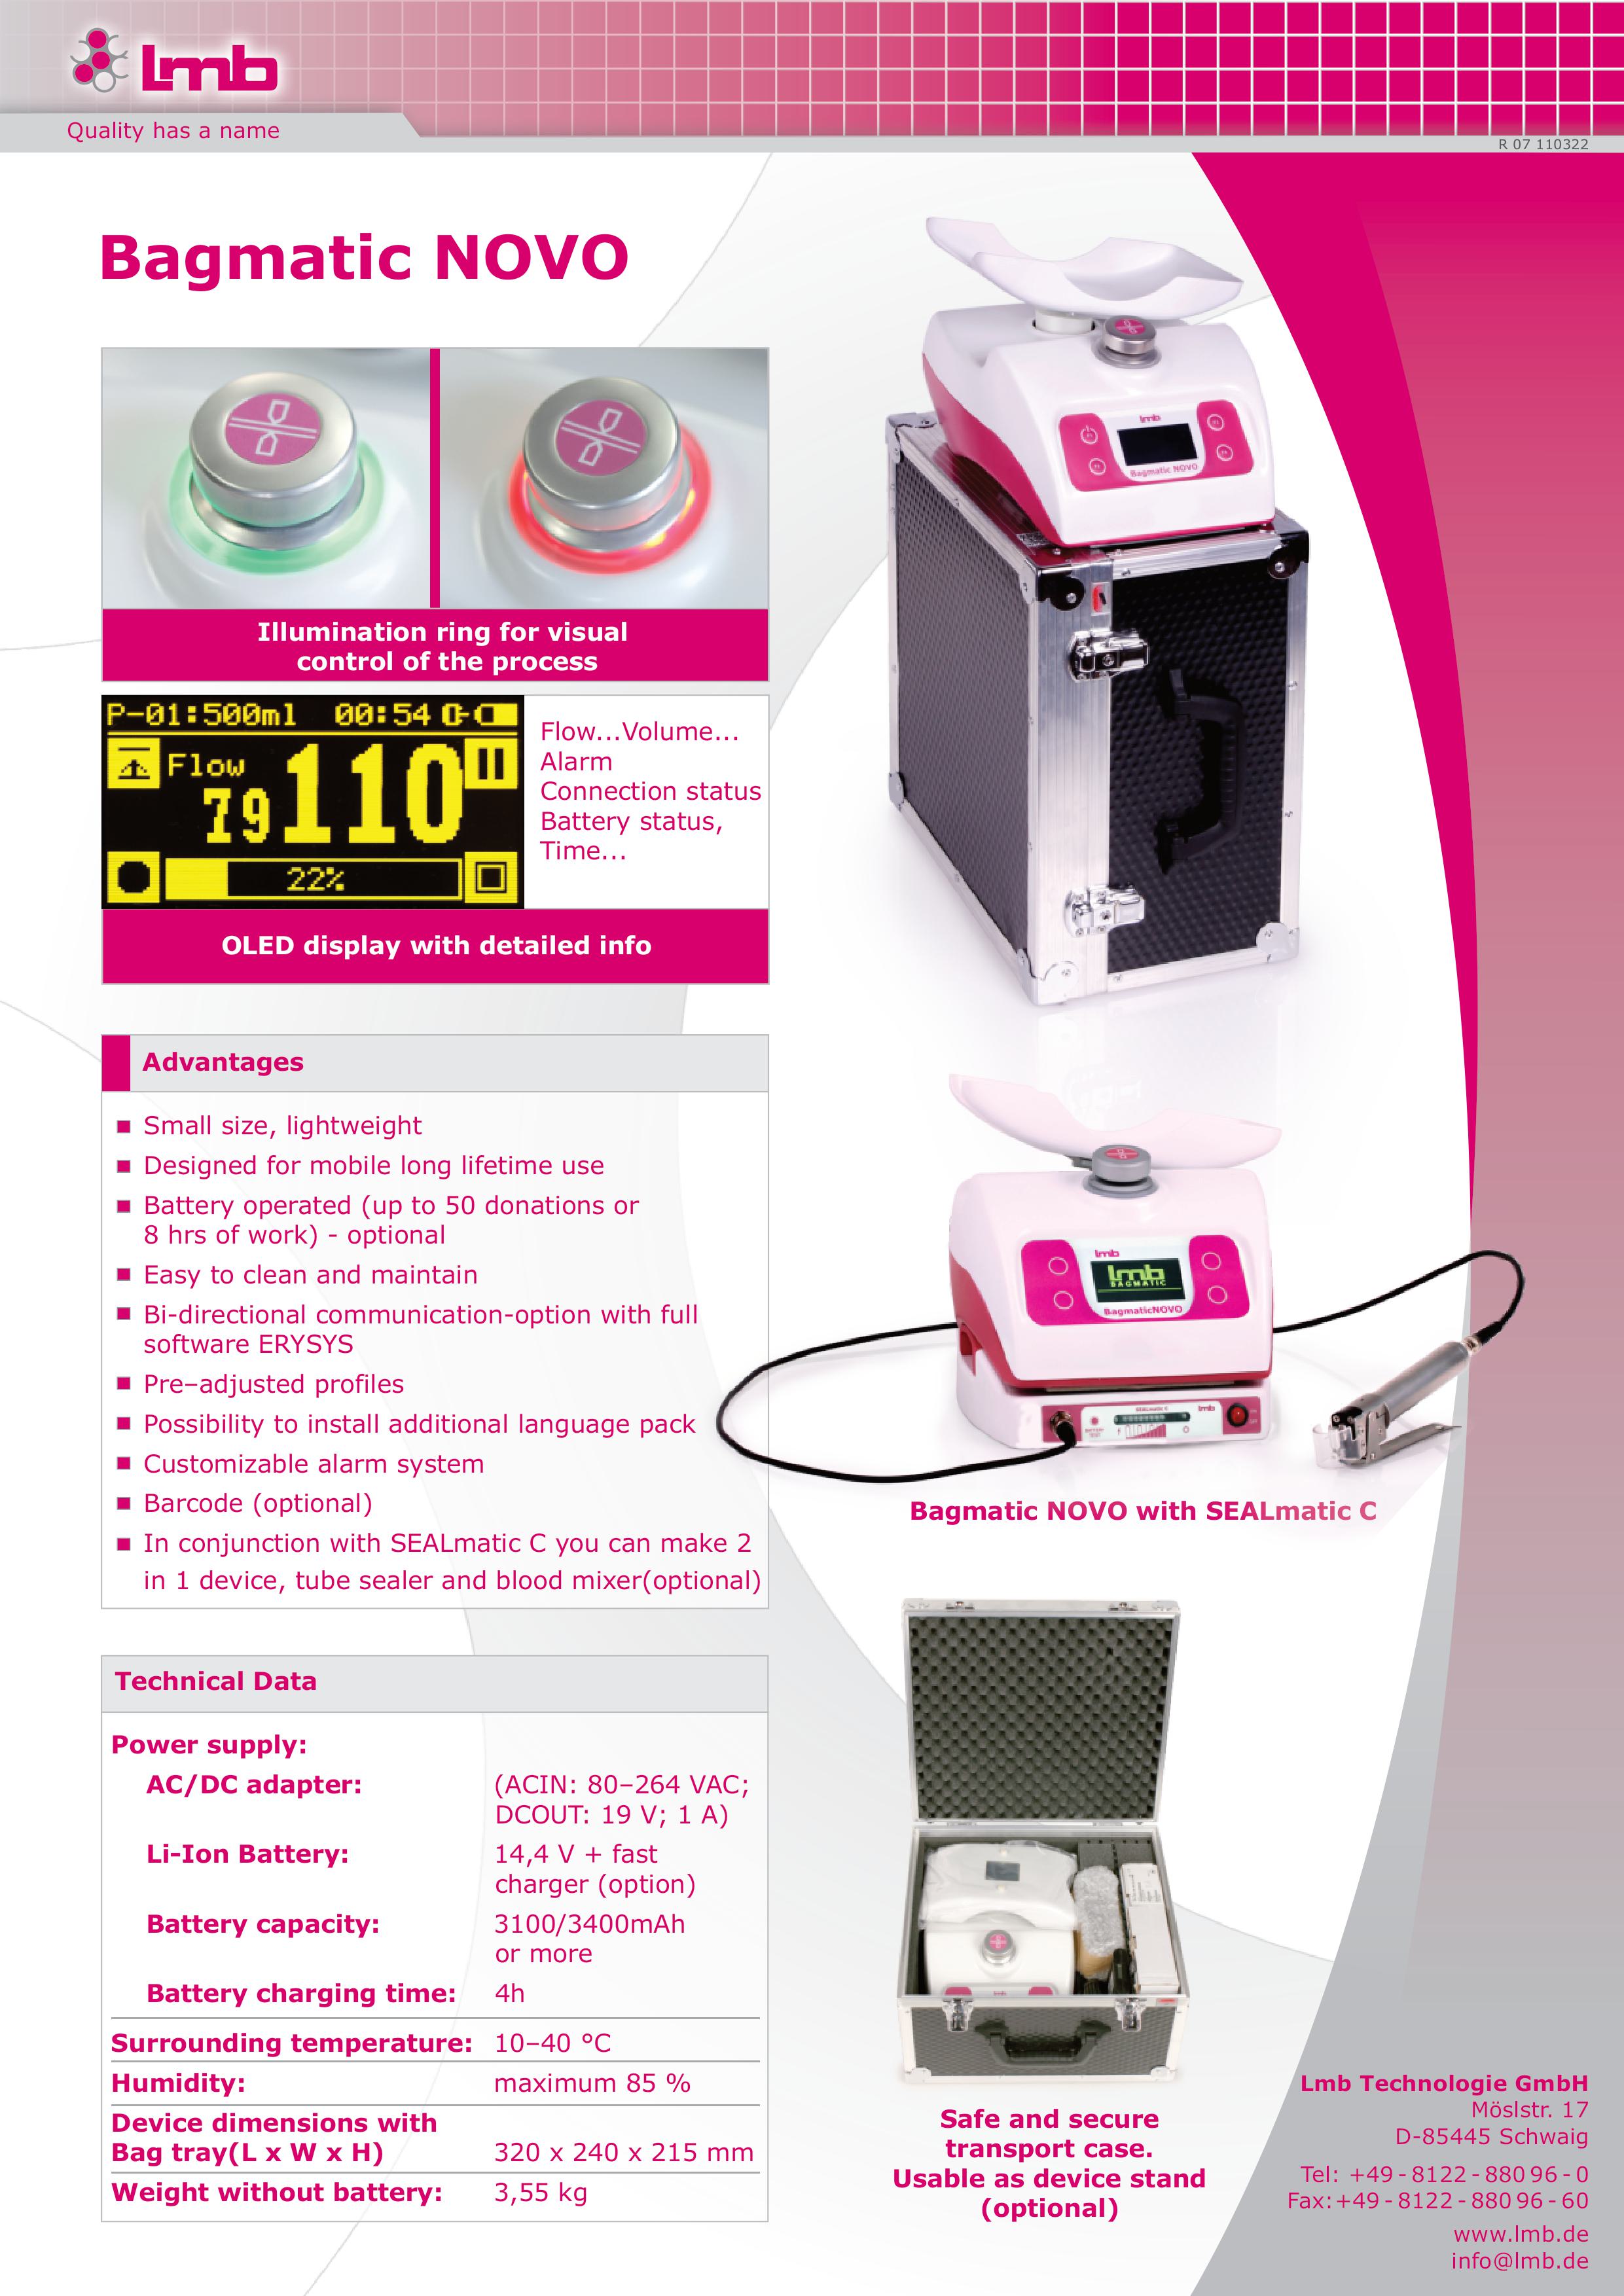 lmb
Quality has a name
R 07 110322
Bagmatic NOVO
Illumination ring for visual
control of the process
P-01:500ml 00:54
Flow
79 110
22%
Flow...Volume...
Alarm
Connection status
Battery status,
Time...
OLED display with detailed info
lmb
Bagmatic NOVO
Advantages
Small size, lightweight
Designed for mobile long lifetime use
Battery operated (up to 50 donations or
8 hrs of work) - optional
Easy to clean and maintain
Bi-directional communication-option with full
software ERYSYS
Pre–adjusted profiles
Possibility to install additional language pack
Customizable alarm system
Barcode (optional)
In conjunction with SEALmatic C you can make 2
in 1 device, tube sealer and blood mixer(optional)
lmb
lmb
BAGMATIC
BagmaticNOVO
SEALmatic C
lmb
Bagmatic NOVO with SEALmatic C
Technical Data
Power supply:
AC/DC adapter: (ACIN: 80–264 VAC;
DCOUT: 19 V; 1 A)
Li-Ion Battery: 14,4 V + fast
charger (option)
Battery capacity: 3100/3400mAh
or more
Battery charging time: 4h
Surrounding temperature: 10–40 °C
Humidity: maximum 85 %
Device dimensions with
Bag tray(L x W x H) 320 x 240 x 215 mm
Weight without battery: 3,55 kg
Safe and secure
transport case.
Usable as device stand
(optional)
Lmb Technologie GmbH
Möslstr. 17
D-85445 Schwaig
Tel: +49 - 8122 - 880 96 - 0
Fax:+49 - 8122 - 880 96 - 60
www.lmb.de
info@lmb.de